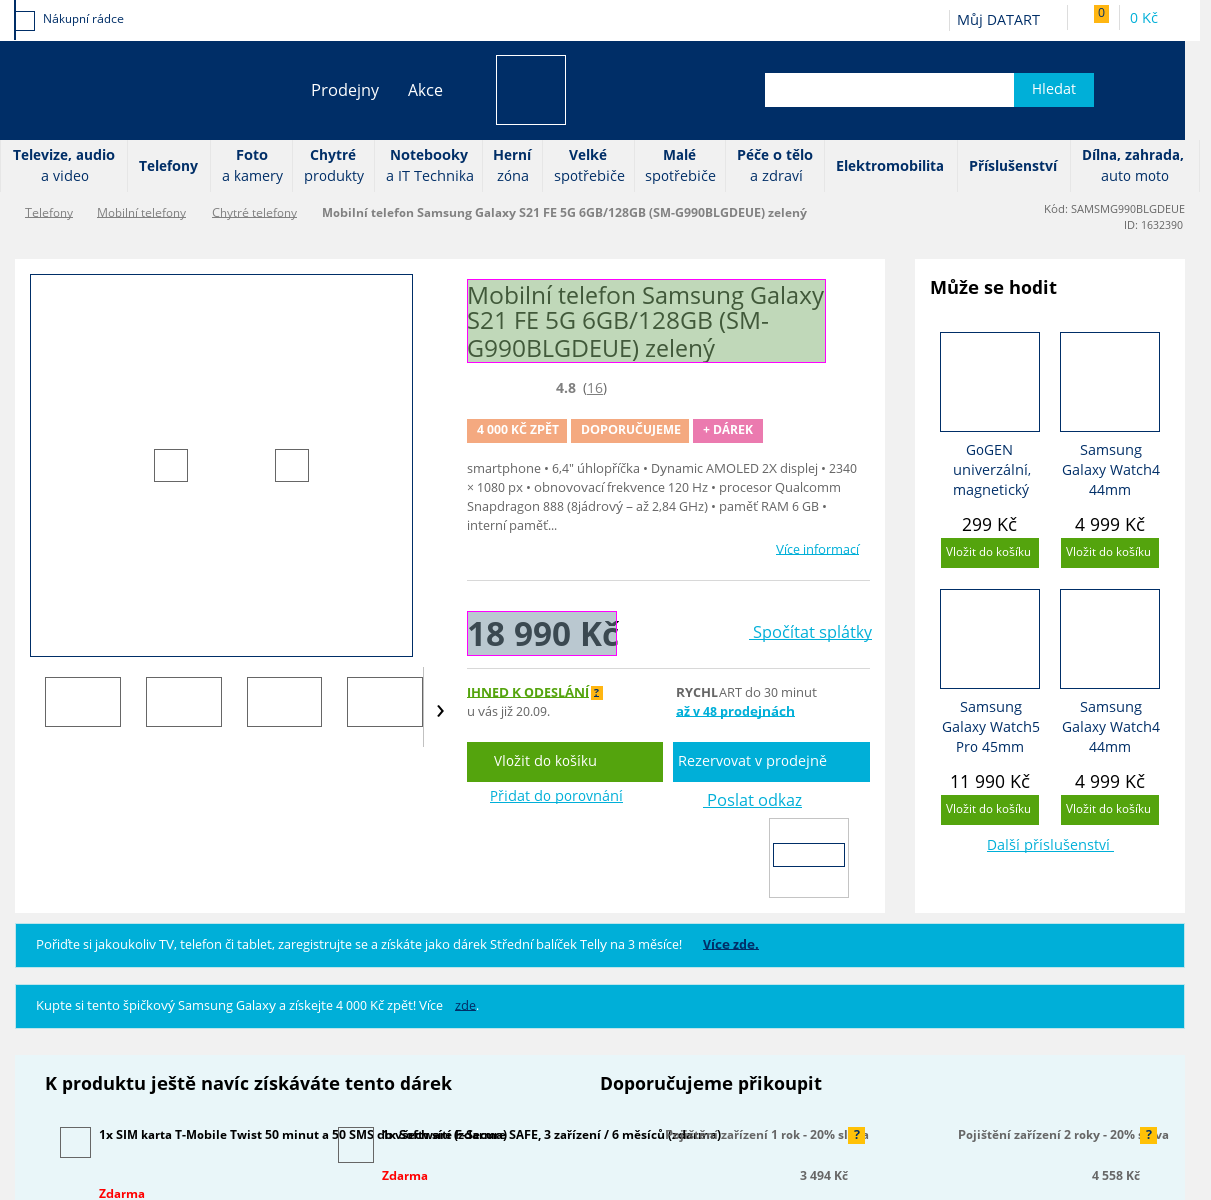 Nákupní rádce
Můj DATART
0
0 Kč
Prodejny
Akce
Hledat
Televize, audio
a video
Telefony
Foto
a kamery
Chytré
produkty
Notebooky
a IT Technika
Herní
zóna
Velké
spotřebiče
Malé
spotřebiče
Péče o tělo
a zdraví
Elektromobilita
Příslušenství
Dílna, zahrada,
auto moto
Telefony
Mobilní telefony
Chytré telefony
Mobilní telefon Samsung Galaxy S21 FE 5G 6GB/128GB (SM-G990BLGDEUE) zelený
Kód: SAMSMG990BLGDEUE
ID: 1632390
Mobilní telefon Samsung Galaxy
S21 FE 5G 6GB/128GB (SM-
G990BLGDEUE) zelený
4.8 (16)
4 000 KČ ZPĚT
DOPORUČUJEME
+ DÁREK
smartphone • 6,4" úhlopříčka • Dynamic AMOLED 2X displej • 2340
× 1080 px • obnovovací frekvence 120 Hz • procesor Qualcomm
Snapdragon 888 (8jádrový – až 2,84 GHz) • paměť RAM 6 GB •
interní paměť...
Více informací
18 990 Kč
Spočítat splátky
IHNED K ODESLÁNÍ ?
u vás již 20.09.
RYCHLART do 30 minut
až v 48 prodejnách
Vložit do košíku
Rezervovat v prodejně
Přidat do porovnání
Poslat odkaz
Může se hodit
GoGEN
univerzální,
magnetický
299 Kč
Vložit do košíku
Samsung
Galaxy Watch4
44mm
4 999 Kč
Vložit do košíku
Samsung
Galaxy Watch5
Pro 45mm
11 990 Kč
Vložit do košíku
Samsung
Galaxy Watch4
44mm
4 999 Kč
Vložit do košíku
Další příslušenství
Pořiďte si jakoukoliv TV, telefon či tablet, zaregistrujte se a získáte jako dárek Střední balíček Telly na 3 měsíce! Více zde.
Kupte si tento špičkový Samsung Galaxy a získejte 4 000 Kč zpět! Více zde.
K produktu ještě navíc získáváte tento dárek
1x SIM karta T-Mobile Twist 50 minut a 50 SMS do všech sítí (zdarma)
Zdarma
1x Software F-Secure SAFE, 3 zařízení / 6 měsíců (zdarma)
Zdarma
Doporučujeme přikoupit
Pojištění zařízení 1 rok - 20% sleva
?
3 494 Kč
Pojištění zařízení 2 roky - 20% sleva
?
4 558 Kč